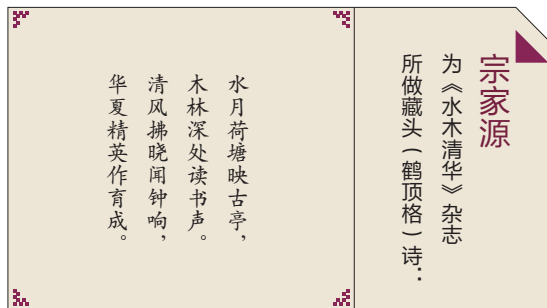 宗家源
为《水木清华》杂志
所做藏头（鹤顶格）诗：
水月荷塘映古亭，
木林深处读书声。
清风拂晓闻钟响，
华夏精英作育成。